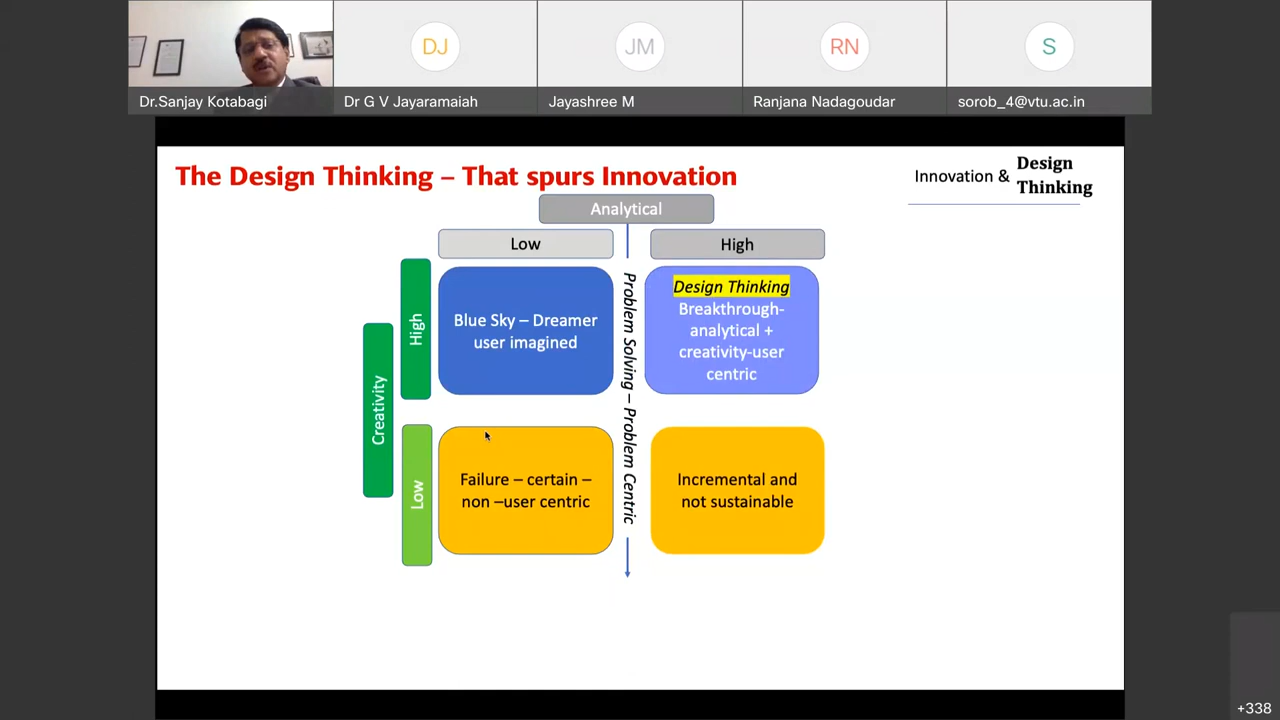 DJ
JM
RN
S
Dr.Sanjay Kotabagi
Dr G V Jayaramaiah
Jayashree M
Ranjana Nadagoudar
sorob_4@vtu.ac.in
The Design Thinking – That spurs Innovation
Innovation &
Design
Thinking
Analytical
Low
High
Creativity
High
Low
Blue Sky – Dreamer
user imagined
Problem Solving – Problem Centric
Design Thinking
Breakthrough-
analytical +
creativity-user
centric
Failure – certain –
non –user centric
Incremental and
not sustainable
+338